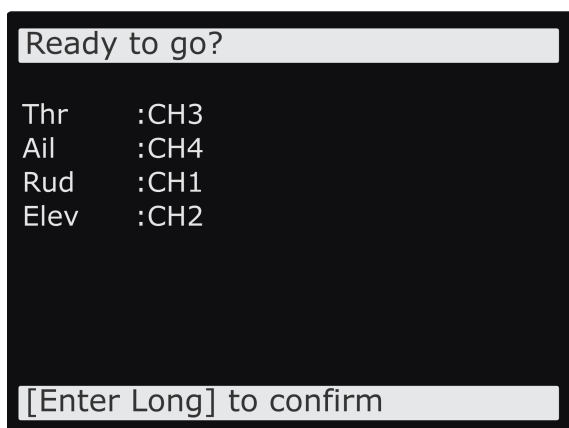 Ready to go?
Thr :CH3
Ail :CH4
Rud :CH1
Elev :CH2
[Enter Long] to confirm